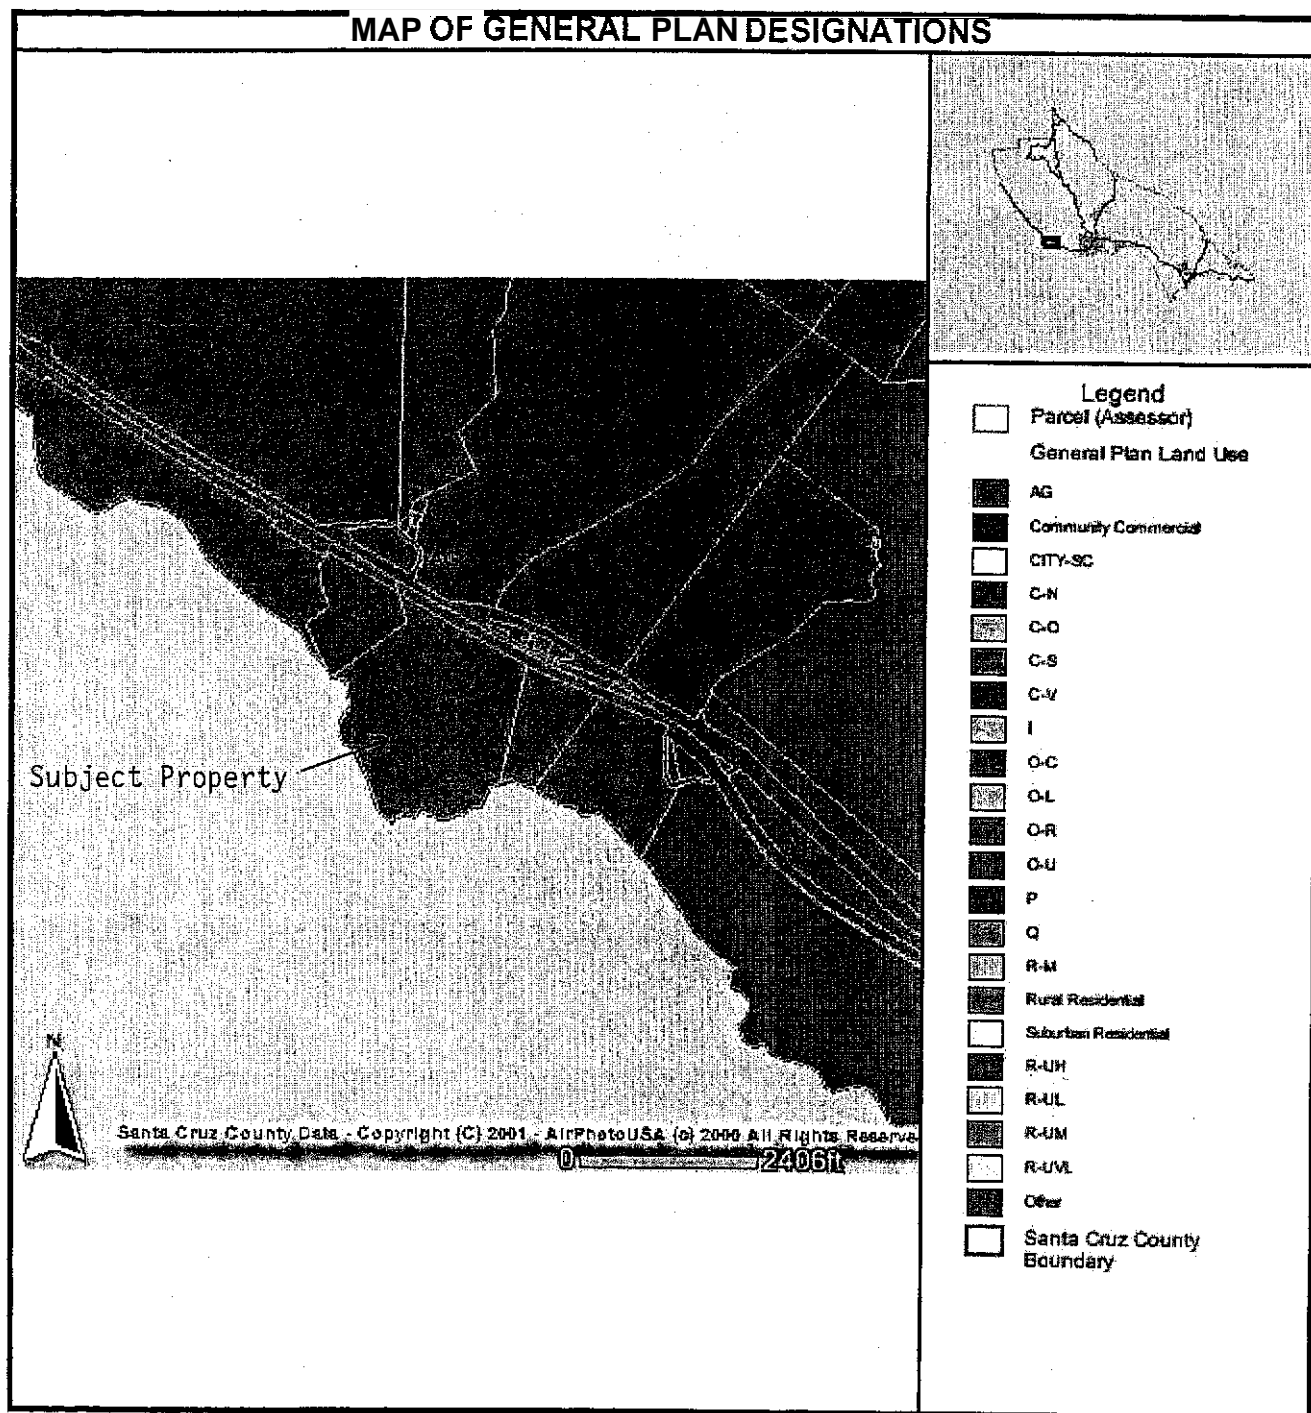 MAP OF GENERAL PLAN DESIGNATIONS
Subject Property
N
Santa Cruz County Data - Copyright (C) 2001 - AirPhotoUSA (c) 2000 All Rights Reserve
0 2406ft
Legend
Parcel (Assessor)
General Plan Land Use
AG
Community Commercial
CITY-SC
C-N
C-O
C-S
C-V
I
O-C
O-L
O-R
O-U
P
Q
R-M
Rural Residential
Suburban Residential
R-UH
R-UL
R-UM
R-UVL
Other
Santa Cruz County
Boundary